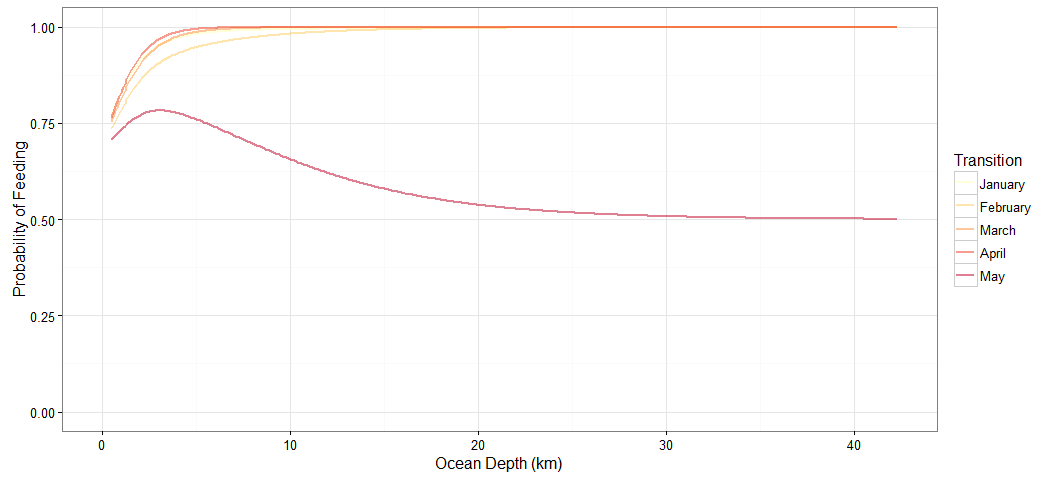 1.00
0.75
0.50
0.25
0.00
Probability of Feeding
0
10
20
30
40
Ocean Depth (km)
Transition
January
February
March
April
May